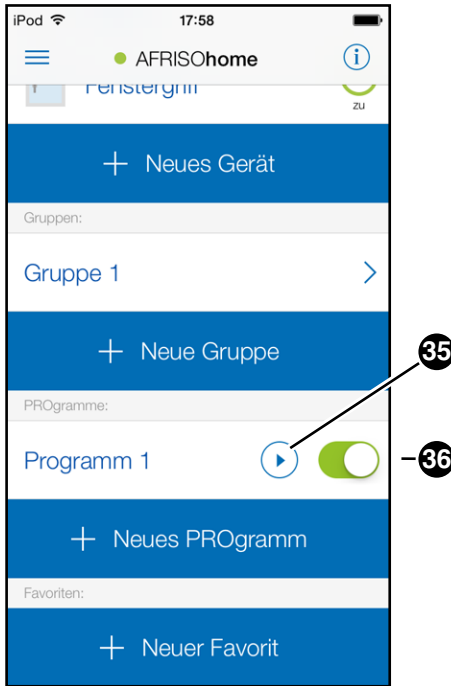 iPod 17:58
AFRISOhome
Fenstergriff
zu
+ Neues Gerät
Gruppen:
Gruppe 1
+ Neue Gruppe
35
PROgramme:
Programm 1
36
+ Neues PROgramm
Favoriten:
+ Neuer Favorit